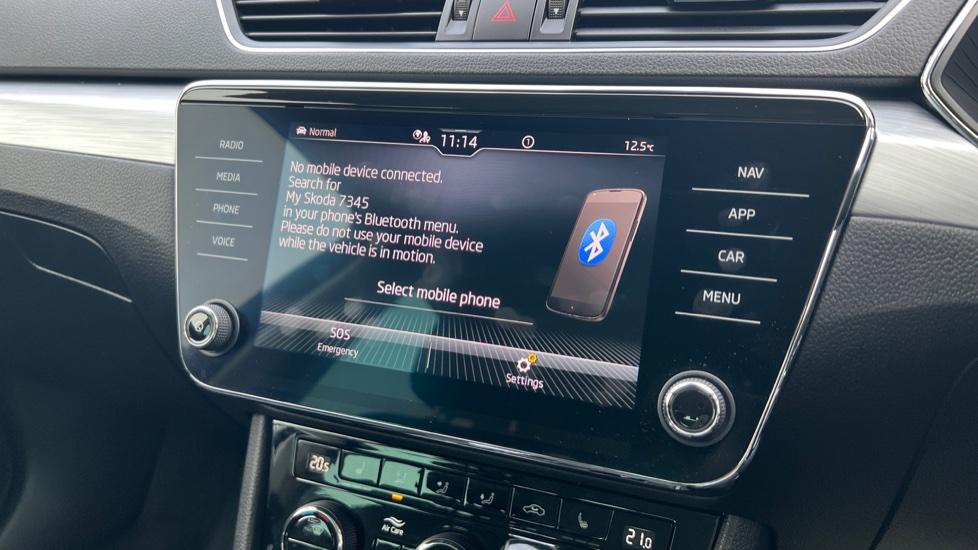 Normal
11:14
12.5°C
RADIO
MEDIA
PHONE
VOICE
No mobile device connected.
Search for
My Skoda 7345
in your phone's Bluetooth menu.
Please do not use your mobile device
while the vehicle is in motion.
Select mobile phone
SOS
Emergency
Settings
NAV
APP
CAR
MENU
20.5
Air Care
21.0